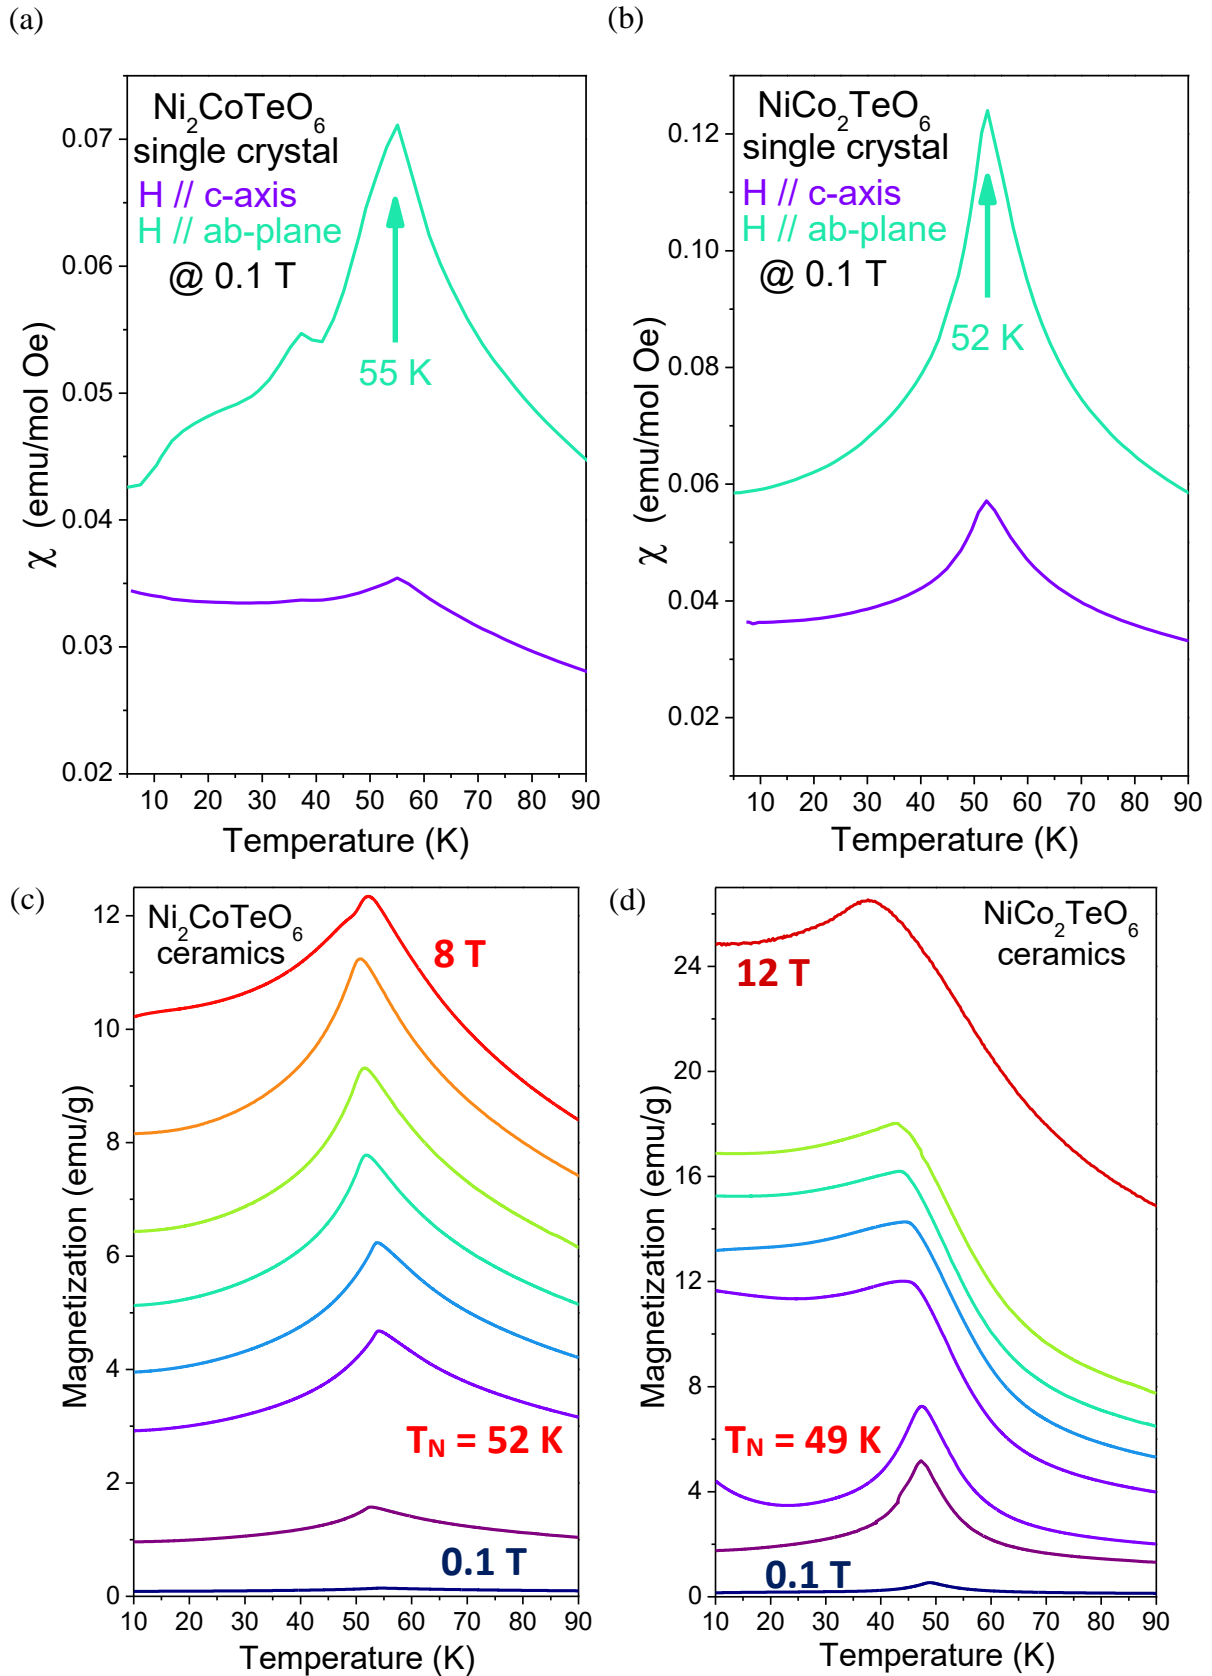 (a)
Ni₂CoTeO₆
single crystal
H // c-axis
H // ab-plane
@ 0.1 T
55 K
0.07
0.06
0.05
0.04
0.03
0.02
χ (emu/mol Oe)
10 20 30 40 50 60 70 80 90
Temperature (K)
(b)
NiCo₂TeO₆
single crystal
H // c-axis
H // ab-plane
@ 0.1 T
52 K
0.12
0.10
0.08
0.06
0.04
0.02
χ (emu/mol Oe)
10 20 30 40 50 60 70 80 90
Temperature (K)
(c)
Ni₂CoTeO₆
ceramics
8 T
T_N = 52 K
0.1 T
12
10
8
6
4
2
0
Magnetization (emu/g)
10 20 30 40 50 60 70 80 90
Temperature (K)
(d)
NiCo₂TeO₆
ceramics
12 T
T_N = 49 K
0.1 T
24
20
16
12
8
4
0
Magnetization (emu/g)
10 20 30 40 50 60 70 80 90
Temperature (K)